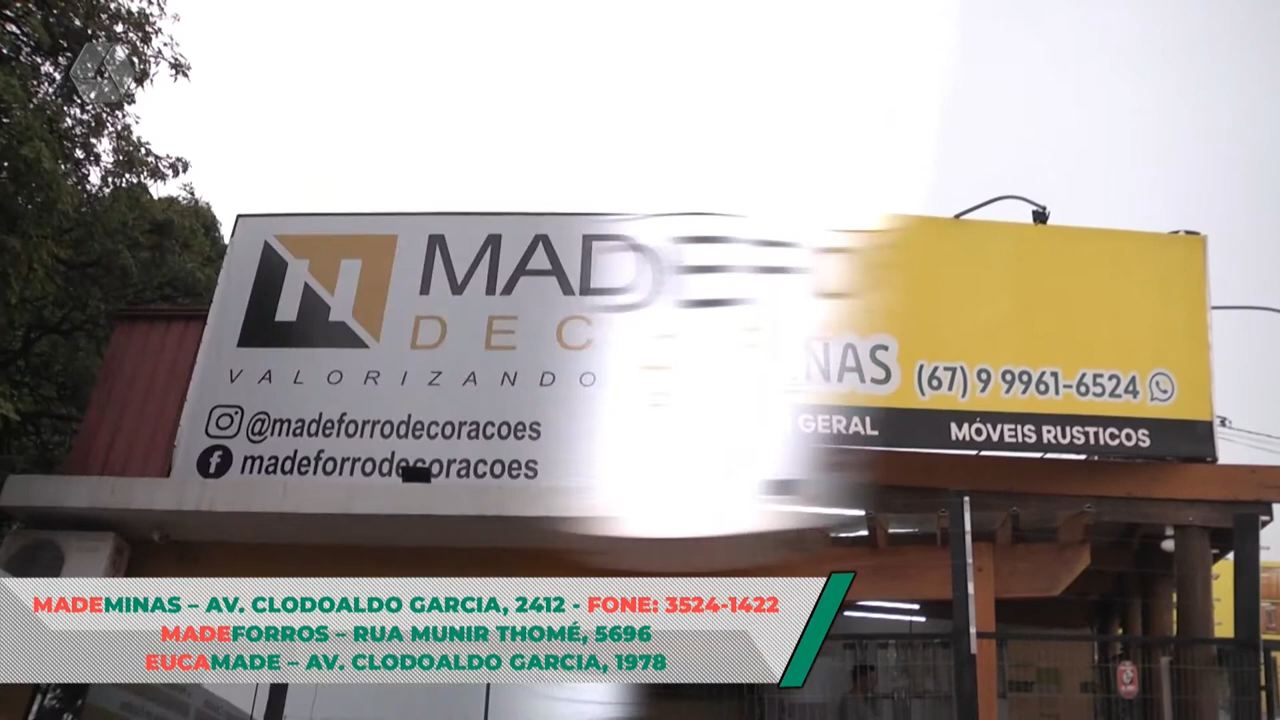 MAD
DEC
VALORIZANDO
@madeforrodecoracoes
madeforrodecoracoes
NAS
(67) 9 9961-6524
GERAL
MÓVEIS RUSTICOS
MADEMINAS – AV. CLODOALDO GARCIA, 2412 - FONE: 3524-1422
MADEFORROS – RUA MUNIR THOMÉ, 5696
EUCAMADE – AV. CLODOALDO GARCIA, 1978